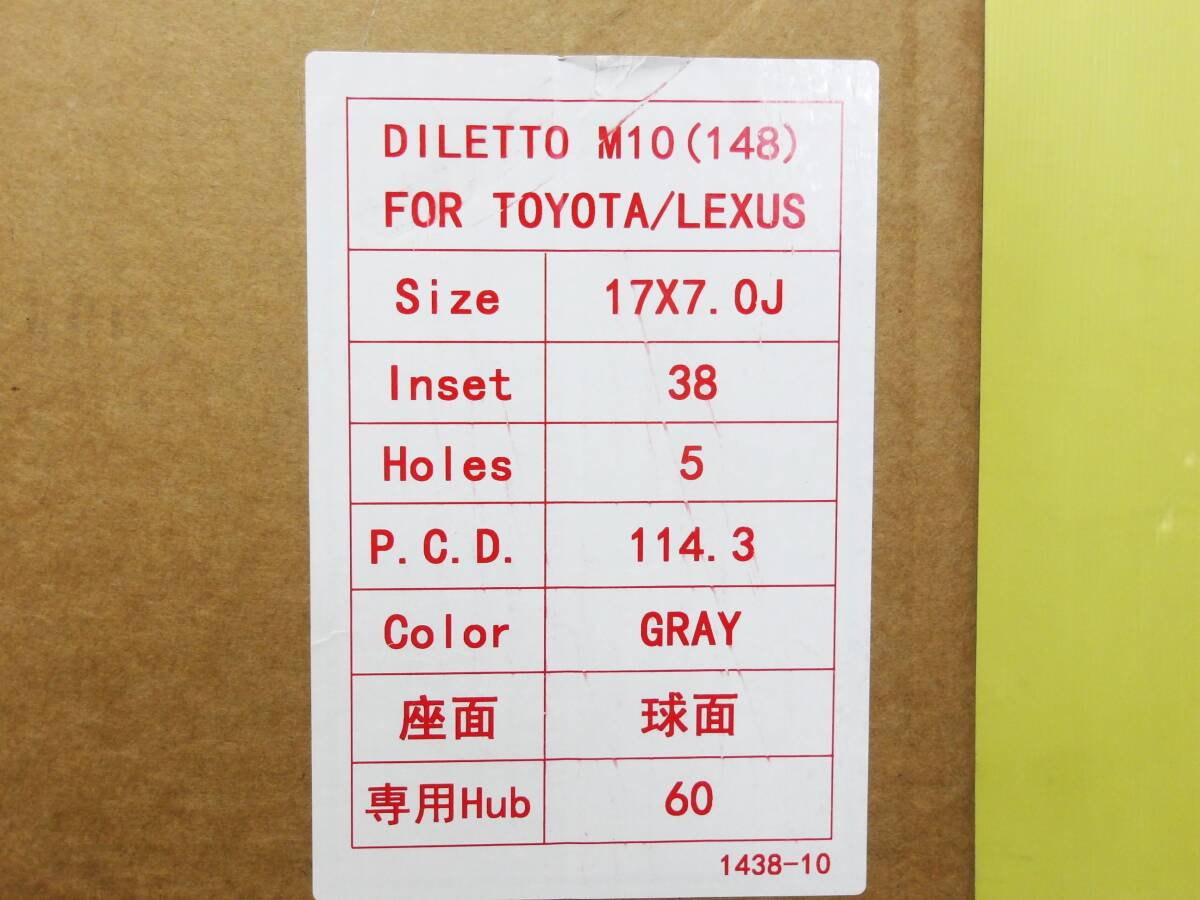 DILETTO M10(148)
FOR TOYOTA/LEXUS
Size 17X7.0J
Inset 38
Holes 5
P.C.D. 114.3
Color GRAY
座面 球面
専用Hub 60
1438-10